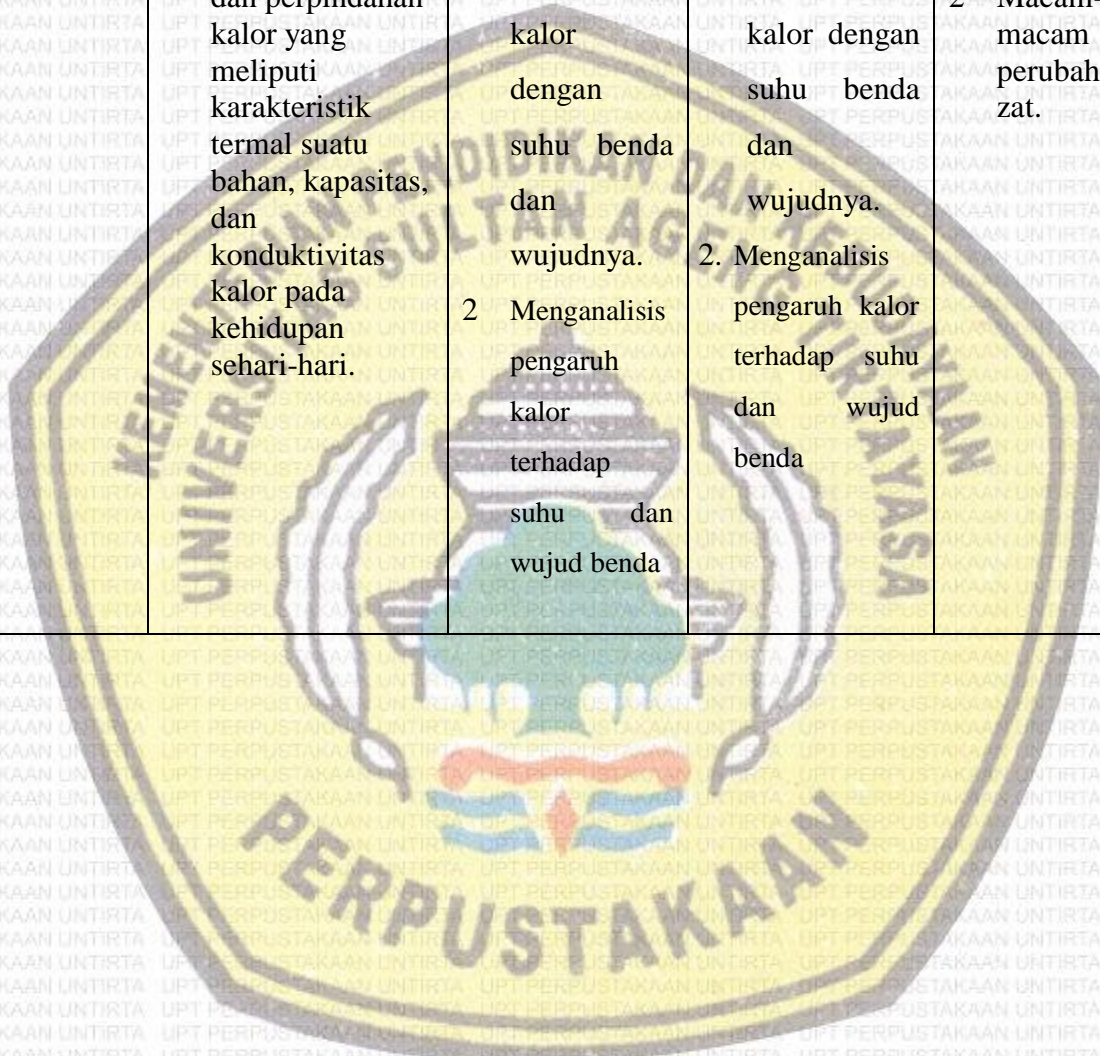 dan perpindahan
kalor yang
meliputi
karakteristik
termal suatu
bahan, kapasitas,
dan
konduktivitas
kalor pada
kehidupan
sehari-hari.
kalor
dengan
suhu benda
dan
wujudnya.
2 Menganalisis
pengaruh
kalor
terhadap
suhu dan
wujud benda
kalor dengan
suhu benda
dan
wujudnya.
2. Menganalisis
pengaruh kalor
terhadap suhu
dan wujud
benda
2 Macam-
macam
perubah
zat.
KEMENTERIAN PENDIDIKAN DAN KEBUDAYAAN
UNIVERSITAS SULTAN AGENG TIRTAYASA
PERPUSTAKAAN
UPT PERPUSTAKAAN UNTIRTA